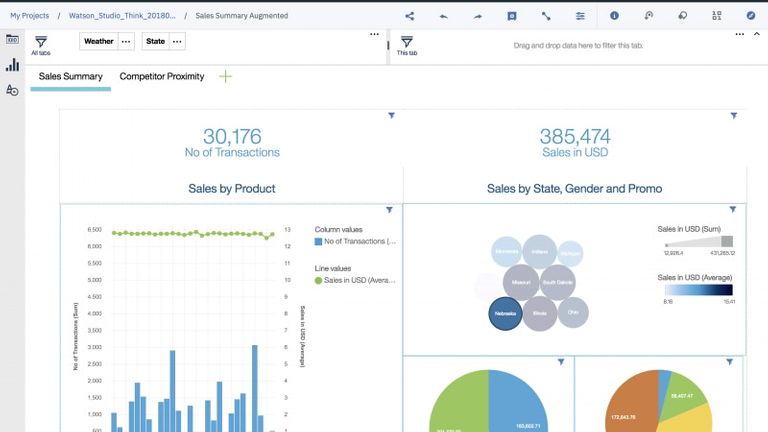 My Projects / Watson_Studio_Think_20180... / Sales Summary Augmented
All tabs
Weather ...
State ...
...
This tab
Drag and drop data here to filter this tab.
...
Sales Summary
Competitor Proximity
30,176
No of Transactions
385,474
Sales in USD
Sales by Product
Sales by State, Gender and Promo
6,500
6,000
5,500
5,000
4,500
4,000
3,500
3,000
2,500
2,000
1,500
1,000
500
No of Transactions (Sum)
13
12
11
10
9
8
7
6
5
4
3
2
1
Sales in USD (Average)
Column values
No of Transactions (...
Line values
Sales in USD (Avera...
Minnesota
Indiana
Michigan
Missouri
South Dakota
Nebraska
Illinois
Ohio
Sales in USD (Sum)
12,926.4
431,265.12
Sales in USD (Average)
8.16
15.41
58,407.47
172,643.76